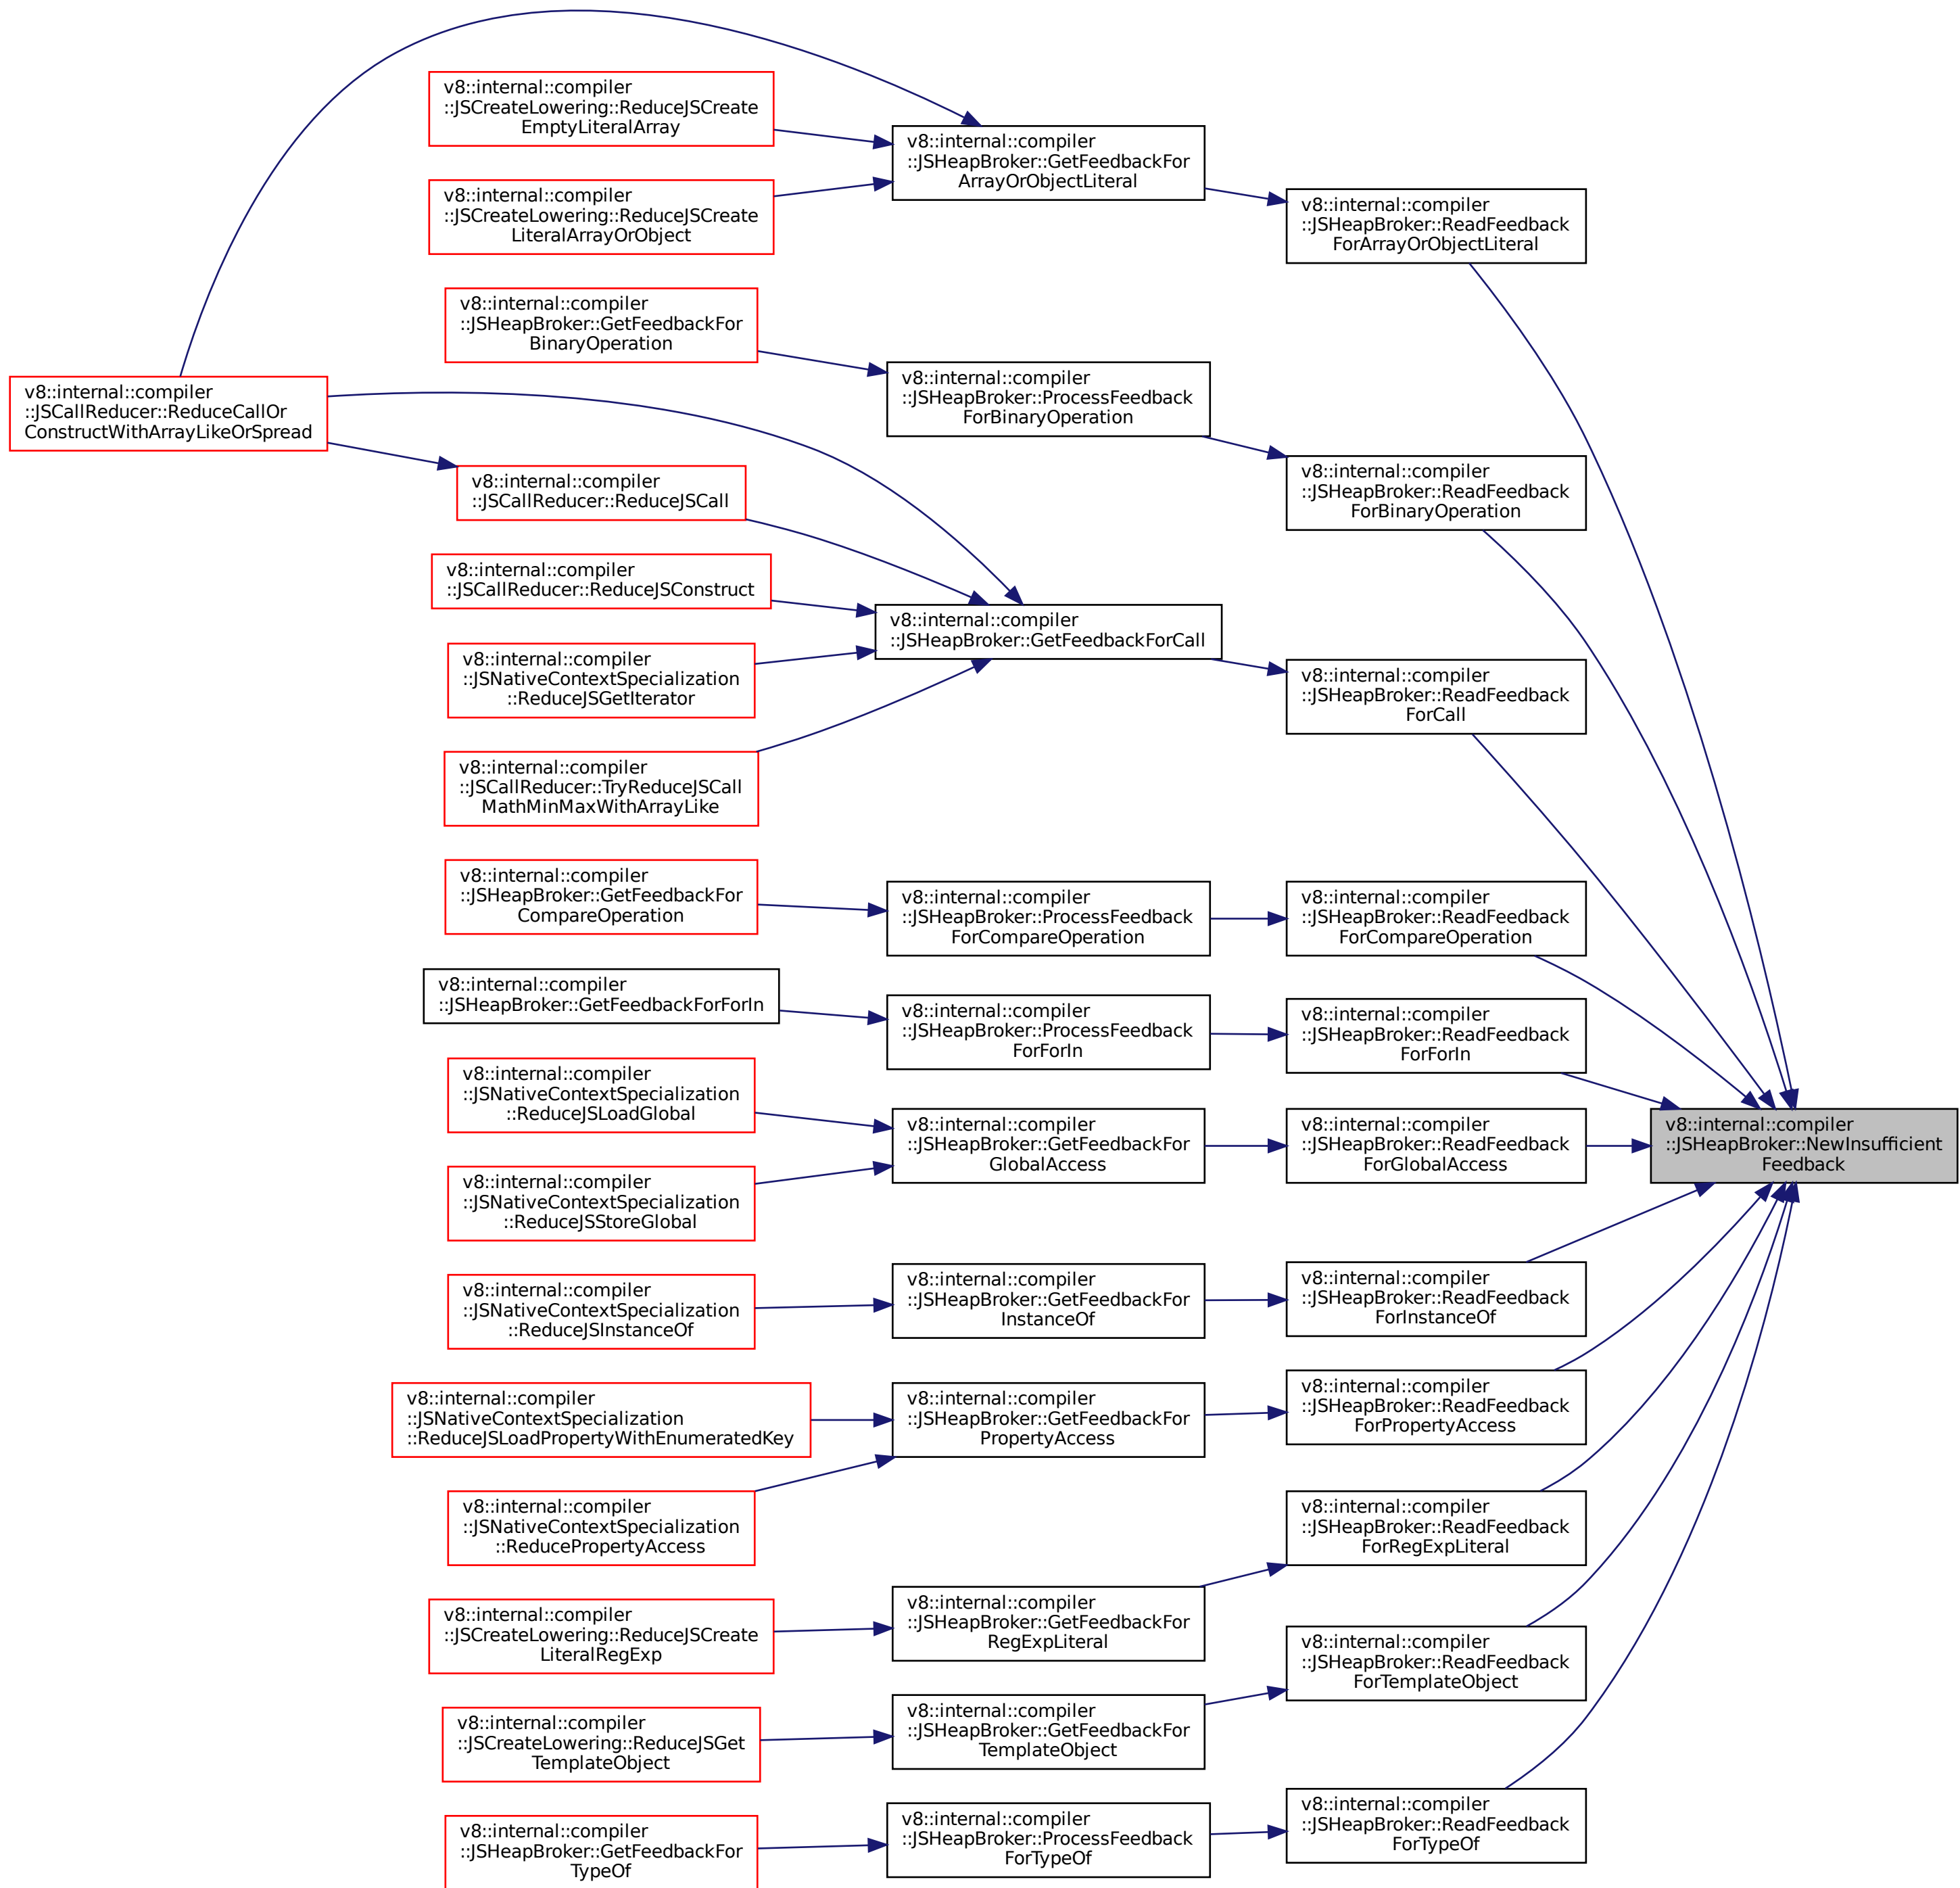 v8::internal::compiler
::JSCreateLowering::ReduceJSCreate
EmptyLiteralArray
v8::internal::compiler
::JSHeapBroker::GetFeedbackFor
ArrayOrObjectLiteral
v8::internal::compiler
::JSCreateLowering::ReduceJSCreate
LiteralArrayOrObject
v8::internal::compiler
::JSHeapBroker::ReadFeedback
ForArrayOrObjectLiteral
v8::internal::compiler
::JSHeapBroker::GetFeedbackFor
BinaryOperation
v8::internal::compiler
::JSHeapBroker::ProcessFeedback
ForBinaryOperation
v8::internal::compiler
::JSCallReducer::ReduceCallOr
ConstructWithArrayLikeOrSpread
v8::internal::compiler
::JSHeapBroker::ReadFeedback
ForBinaryOperation
v8::internal::compiler
::JSCallReducer::ReduceJSCall
v8::internal::compiler
::JSCallReducer::ReduceJSConstruct
v8::internal::compiler
::JSHeapBroker::GetFeedbackForCall
v8::internal::compiler
::JSNativeContextSpecialization
::ReduceJSGetIterator
v8::internal::compiler
::JSHeapBroker::ReadFeedback
ForCall
v8::internal::compiler
::JSCallReducer::TryReduceJSCall
MathMinMaxWithArrayLike
v8::internal::compiler
::JSHeapBroker::GetFeedbackFor
CompareOperation
v8::internal::compiler
::JSHeapBroker::ProcessFeedback
ForCompareOperation
v8::internal::compiler
::JSHeapBroker::ReadFeedback
ForCompareOperation
v8::internal::compiler
::JSHeapBroker::GetFeedbackForForIn
v8::internal::compiler
::JSHeapBroker::ProcessFeedback
ForForIn
v8::internal::compiler
::JSHeapBroker::ReadFeedback
ForForIn
v8::internal::compiler
::JSNativeContextSpecialization
::ReduceJSLoadGlobal
v8::internal::compiler
::JSHeapBroker::GetFeedbackFor
GlobalAccess
v8::internal::compiler
::JSHeapBroker::ReadFeedback
ForGlobalAccess
v8::internal::compiler
::JSHeapBroker::NewInsufficient
Feedback
v8::internal::compiler
::JSNativeContextSpecialization
::ReduceJSStoreGlobal
v8::internal::compiler
::JSNativeContextSpecialization
::ReduceJSInstanceOf
v8::internal::compiler
::JSHeapBroker::GetFeedbackFor
InstanceOf
v8::internal::compiler
::JSHeapBroker::ReadFeedback
ForInstanceOf
v8::internal::compiler
::JSNativeContextSpecialization
::ReduceJSLoadPropertyWithEnumeratedKey
v8::internal::compiler
::JSHeapBroker::GetFeedbackFor
PropertyAccess
v8::internal::compiler
::JSHeapBroker::ReadFeedback
ForPropertyAccess
v8::internal::compiler
::JSNativeContextSpecialization
::ReducePropertyAccess
v8::internal::compiler
::JSHeapBroker::ReadFeedback
ForRegExpLiteral
v8::internal::compiler
::JSCreateLowering::ReduceJSCreate
LiteralRegExp
v8::internal::compiler
::JSHeapBroker::GetFeedbackFor
RegExpLiteral
v8::internal::compiler
::JSHeapBroker::ReadFeedback
ForTemplateObject
v8::internal::compiler
::JSCreateLowering::ReduceJSGet
TemplateObject
v8::internal::compiler
::JSHeapBroker::GetFeedbackFor
TemplateObject
v8::internal::compiler
::JSHeapBroker::ReadFeedback
ForTypeOf
v8::internal::compiler
::JSHeapBroker::GetFeedbackFor
TypeOf
v8::internal::compiler
::JSHeapBroker::ProcessFeedback
ForTypeOf